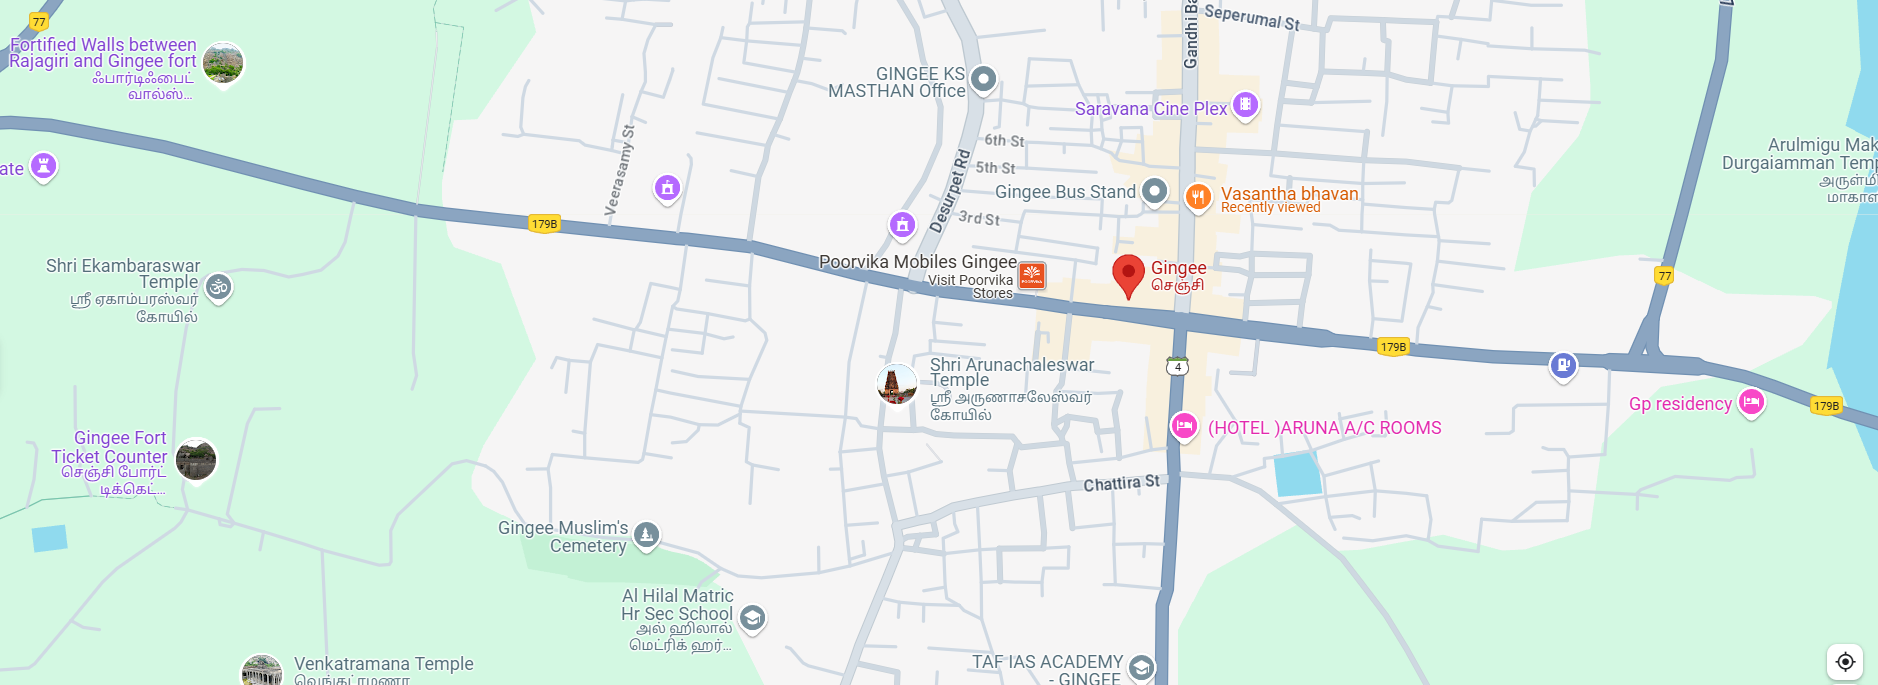 77
Fortified Walls between
Rajagiri and Gingee fort
ஃபார்டிஃபைட்
வால்ஸ்...
ate
Veerasamy St
179B
GINGEE KS
MASTHAN Office
6th St
5th St
3rd St
Desurpet Rd
Gandhi Ba
Seperumal St
Saravana Cine Plex
Gingee Bus Stand
Vasantha bhavan
Recently viewed
Arulmigu Mak
Durgaiamman Temp
அருள்மி
மாகாள
Shri Ekambaraswar
Temple
ஸ்ரீ ஏகாம்பரஸ்வர்
கோயில்
Poorvika Mobiles Gingee
Visit Poorvika
Stores
POORVIKA
Gingee
செஞ்சி
77
179B
4
Shri Arunachaleswar
Temple
ஸ்ரீ அருணாசலேஸ்வர்
கோயில்
Gp residency
179B
(HOTEL )ARUNA A/C ROOMS
Gingee Fort
Ticket Counter
செஞ்சி போர்ட்
டிக்கெட்...
Chattira St
Gingee Muslim's
Cemetery
Al Hilal Matric
Hr Sec School
அல் ஹிலால்
மெட்ரிக் ஹர்...
Venkatramana Temple
வெங்கட்ரமணா
TAF IAS ACADEMY
- GINGEE